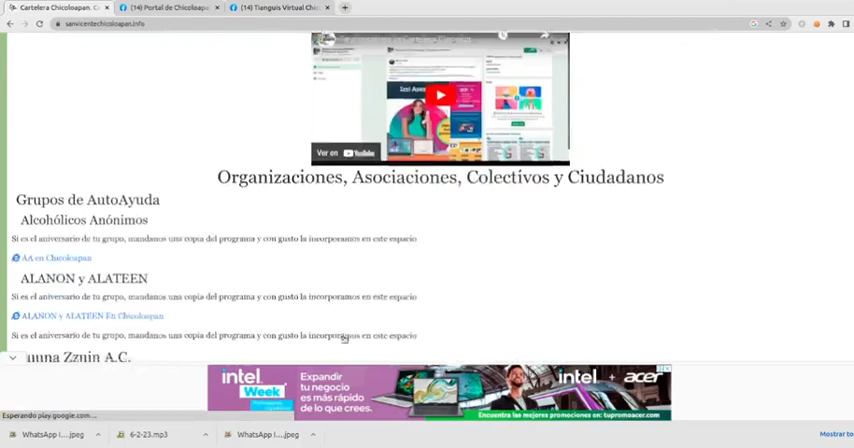 Cartelera Chicoloapan. C
(14) Portal de Chicoloapa
(14) Tianguis Virtual Chic
sanvicentechicoloapan.info
Ver en YouTube
Organizaciones, Asociaciones, Colectivos y Ciudadanos
Grupos de AutoAyuda
Alcohólicos Anónimos
Si es el aniversario de tu grupo, mandanos una copia del programa y con gusto la incorporamos en este espacio
AA en Chicoloapan
ALANON y ALATEEN
Si es el aniversario de tu grupo, mandanos una copia del programa y con gusto la incorporamos en este espacio
ALANON y ALATEEN En Chicoloapan
Si es el aniversario de tu grupo, mandanos una copia del programa y con gusto la incorporamos en este espacio
Zzuin A.C.
intel
Week
Expandir
tu negocio
es más rápido
de lo que crees.
intel + acer
Encuentra las mejores promociones en: tupromoacer.com
Esperando play.google.com...
WhatsApp I....jpeg
6-2-23.mp3
WhatsApp I....jpeg
Mostrar to